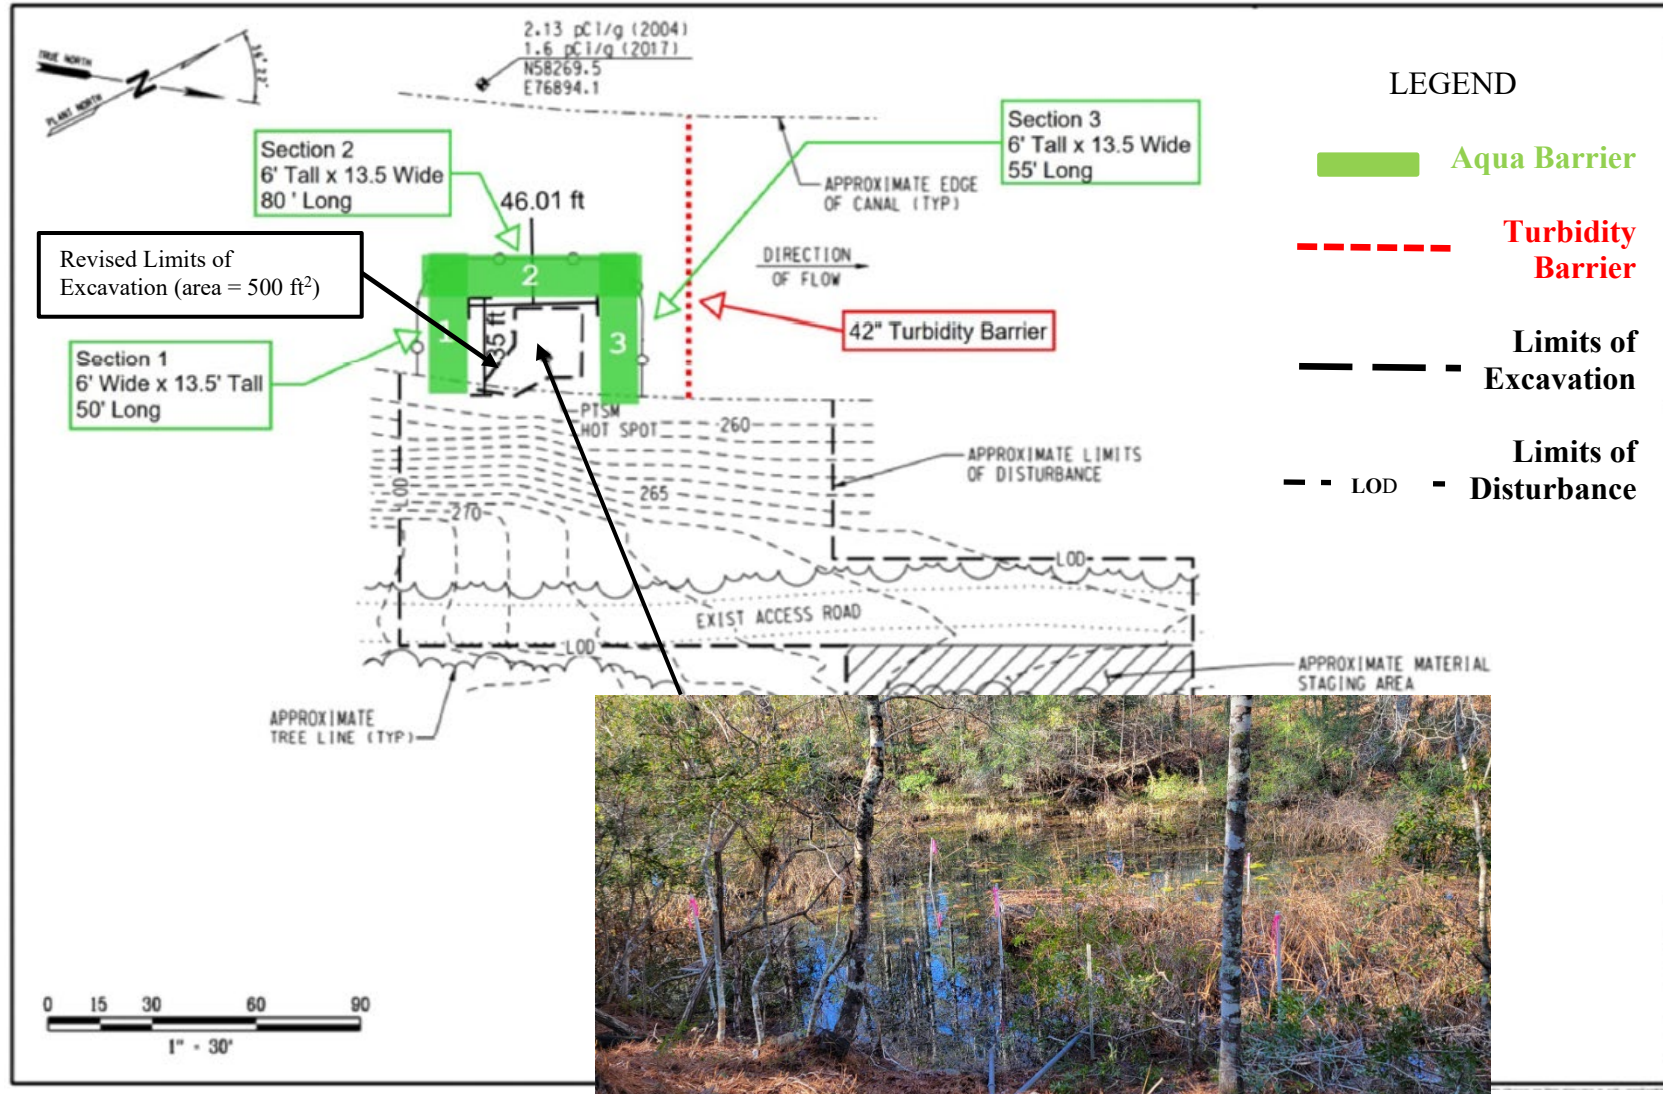 TRUE NORTH
PLANT NORTH
N
36° 22'
2.13 pCi/g (2004)
1.6 pCi/g (2017)
N58269.5
E76894.1
Section 2
6' Tall x 13.5 Wide
80 ' Long
46.01 ft
Section 3
6' Tall x 13.5 Wide
55' Long
APPROXIMATE EDGE
OF CANAL (TYP)
Revised Limits of
Excavation (area = 500 ft²)
DIRECTION
OF FLOW
42" Turbidity Barrier
1
2
3
35 ft
Section 1
6' Wide x 13.5' Tall
50' Long
PTSM
HOT SPOT
260
265
270
LOD
APPROXIMATE LIMITS
OF DISTURBANCE
LOD
EXIST ACCESS ROAD
LOD
APPROXIMATE MATERIAL
STAGING AREA
APPROXIMATE
TREE LINE (TYP)
0 15 30 60 90
1" = 30'
LEGEND
Aqua Barrier
Turbidity
Barrier
Limits of
Excavation
LOD
Limits of
Disturbance